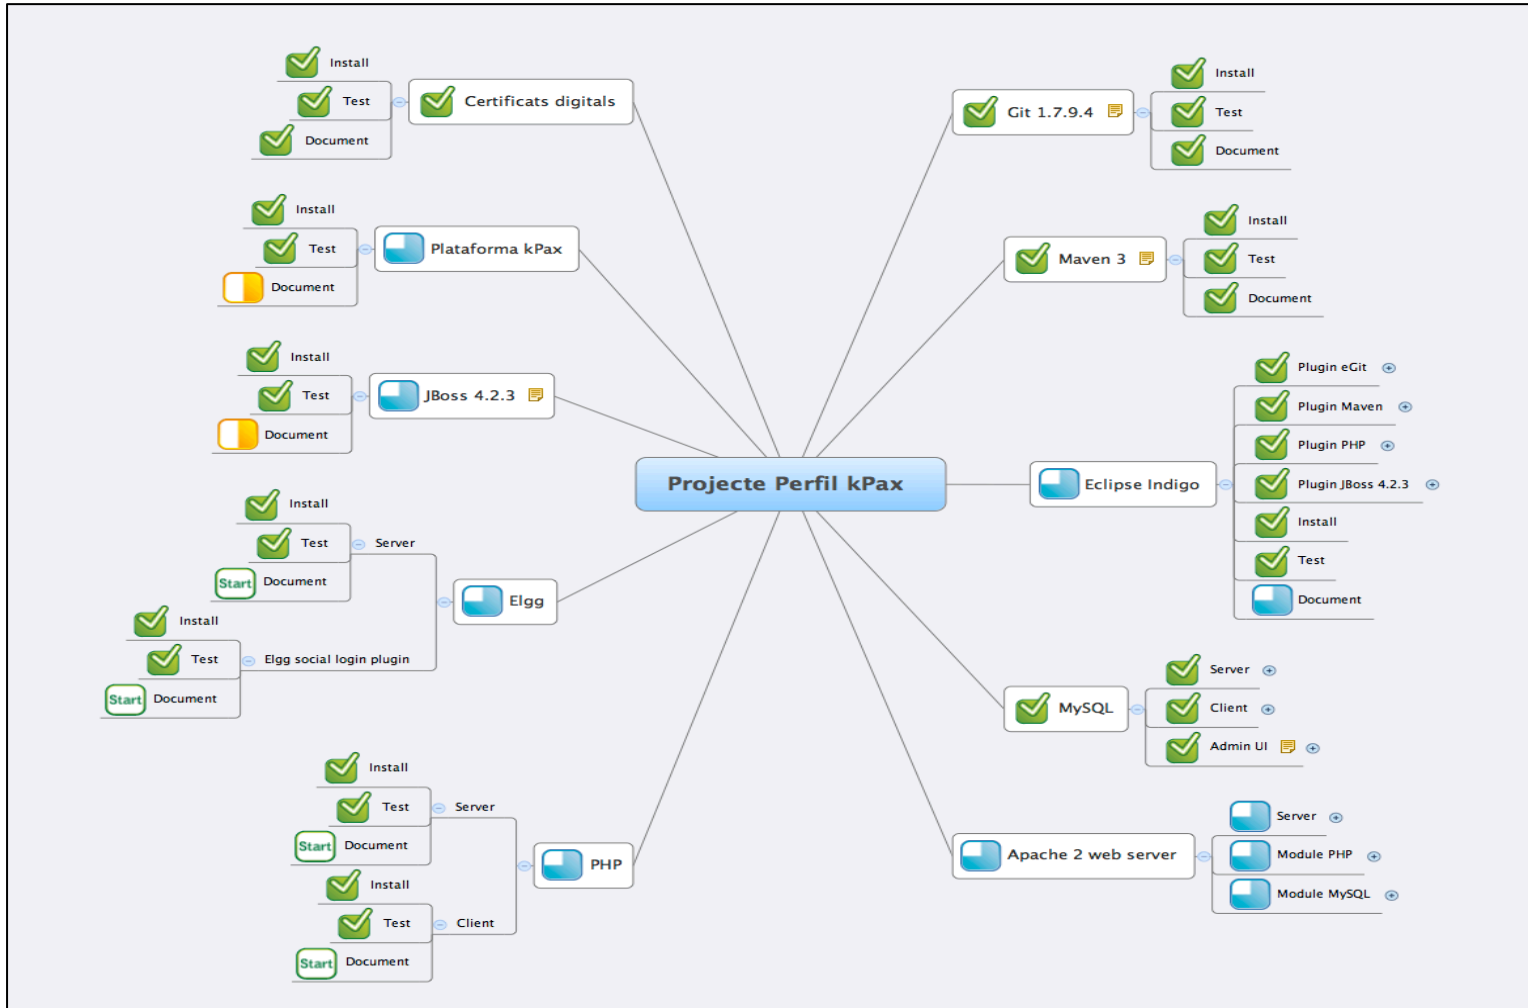 Projecte Perfil kPax
Certificats digitals
Install
Test
Document
Plataforma kPax
Install
Test
Document
JBoss 4.2.3
Install
Test
Document
Elgg
Server
Install
Test
Start Document
Elgg social login plugin
Install
Test
Start Document
PHP
Server
Install
Test
Start Document
Client
Install
Test
Start Document
Git 1.7.9.4
Install
Test
Document
Maven 3
Install
Test
Document
Eclipse Indigo
Plugin eGit
Plugin Maven
Plugin PHP
Plugin JBoss 4.2.3
Install
Test
Document
MySQL
Server
Client
Admin UI
Apache 2 web server
Server
Module PHP
Module MySQL